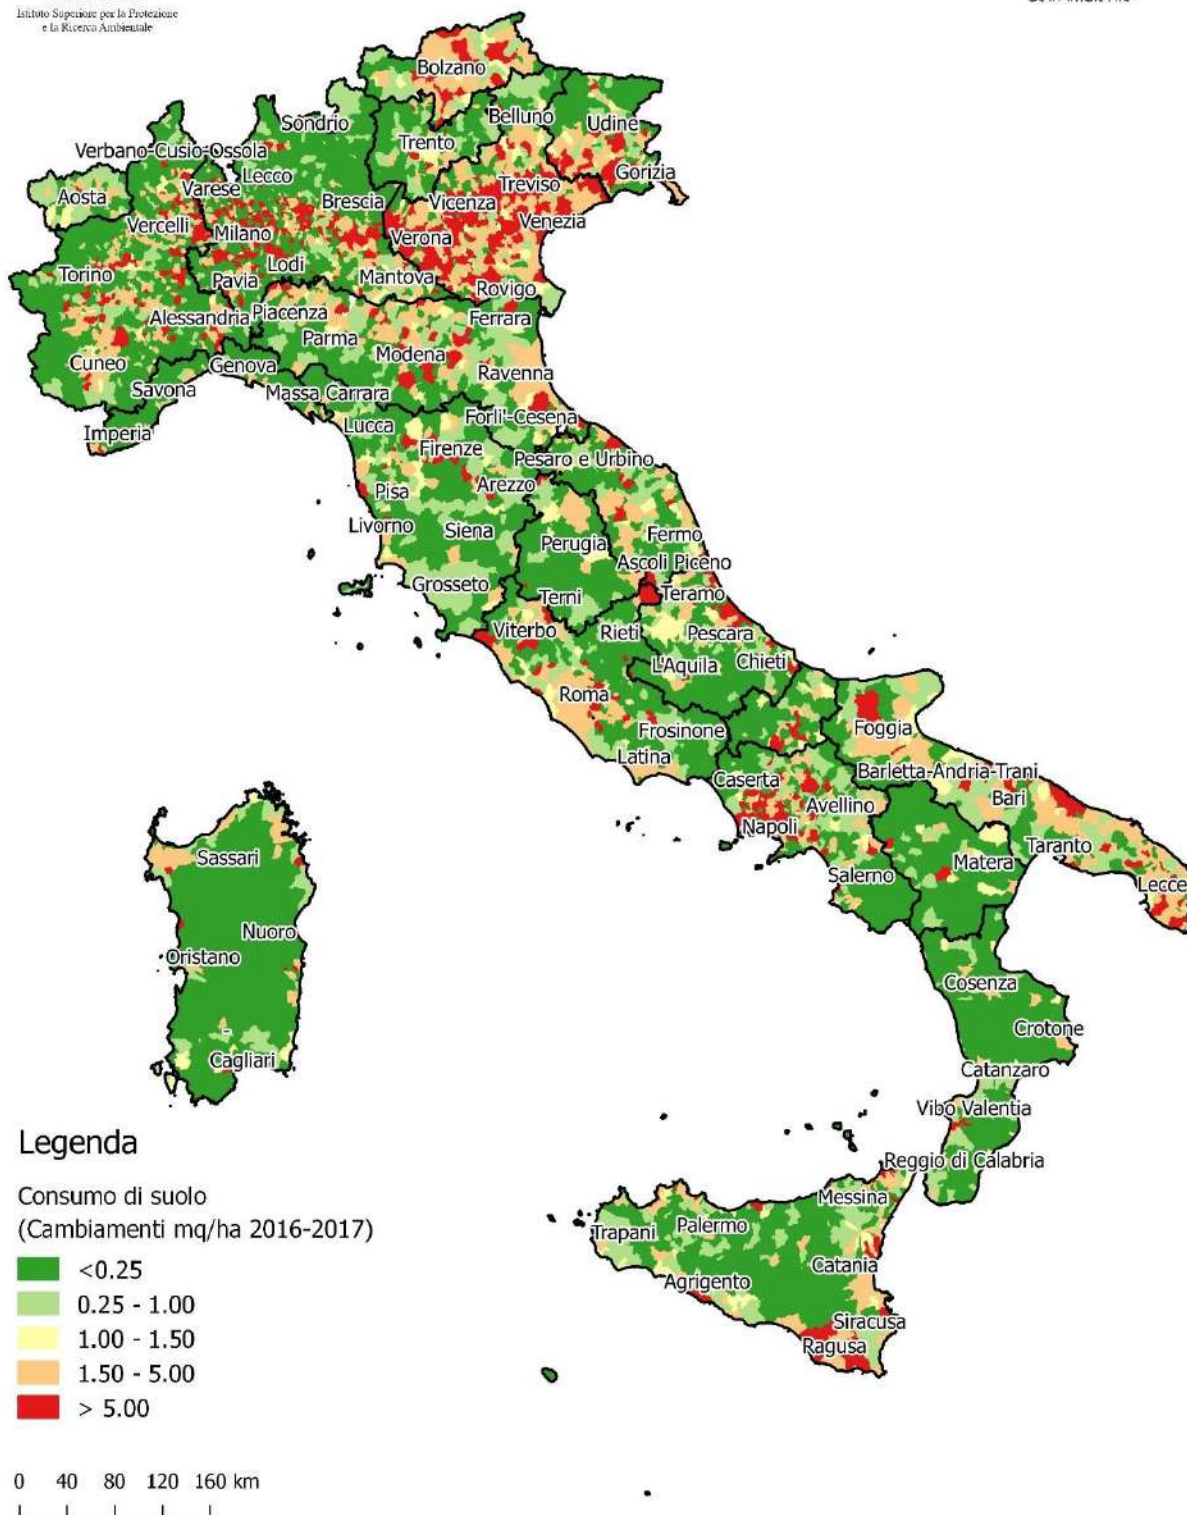 Istituto Superiore per la Protezione
e la Ricerca Ambientale
Bolzano
Sondrio
Belluno
Udine
Trento
Verbano-Cusio-Ossola
Lecco
Gorizia
Varese
Treviso
Aosta
Brescia
Vicenza
Vercelli
Milano
Venezia
Verona
Torino
Lodi
Pavia
Mantova
Rovigo
Alessandria
Piacenza
Ferrara
Parma
Modena
Cuneo
Genova
Ravenna
Savona
Massa Carrara
Forli'-Cesena
Lucca
Imperia
Firenze
Pesaro e Urbino
Arezzo
Pisa
Livorno
Siena
Perugia
Fermo
Ascoli Piceno
Grosseto
Terni
Teramo
Viterbo
Rieti
Pescara
L'Aquila
Chieti
Roma
Frosinone
Foggia
Latina
Caserta
Barletta-Andria-Trani
Avellino
Bari
Napoli
Taranto
Sassari
Matera
Salerno
Lecce
Nuoro
Oristano
Cosenza
Crotone
Cagliari
Catanzaro
Vibo Valentia
Reggio di Calabria
Messina
Trapani
Palermo
Catania
Agrigento
Siracusa
Ragusa
Legenda
Consumo di suolo
(Cambiamenti mq/ha 2016-2017)
<0.25
0.25 - 1.00
1.00 - 1.50
1.50 - 5.00
> 5.00
0 40 80 120 160 km